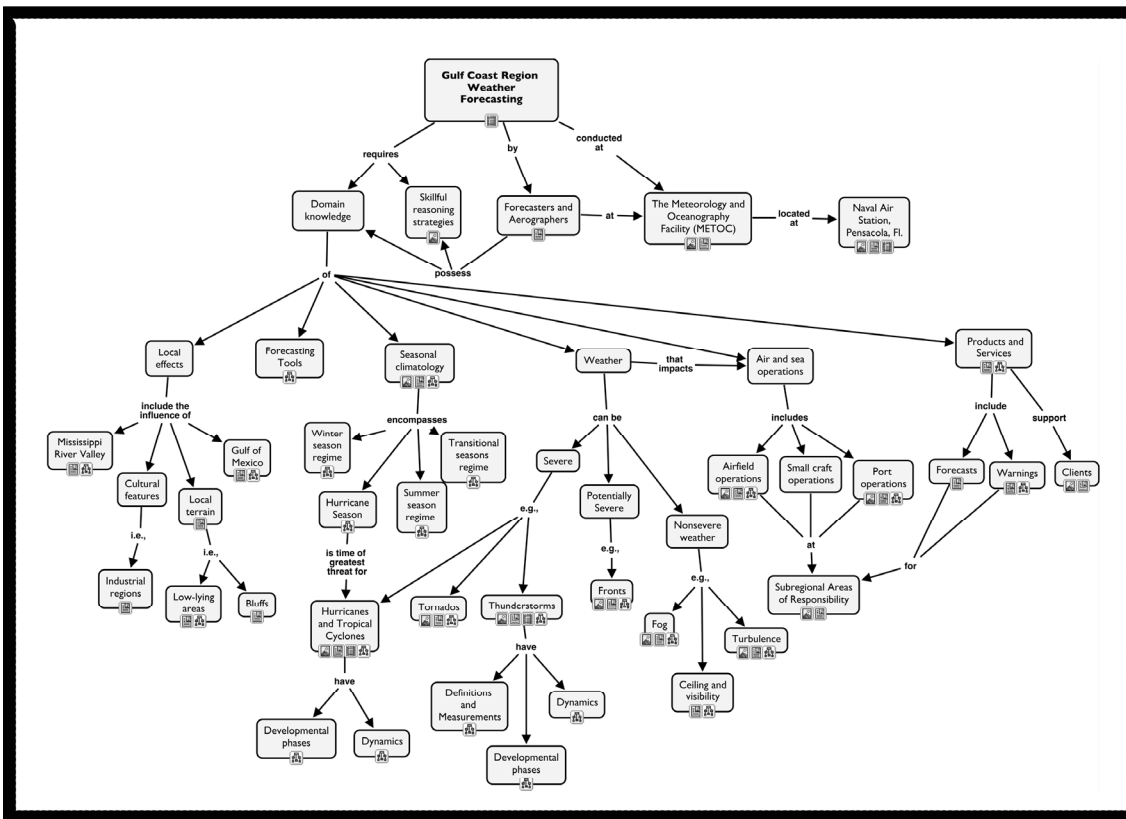 Gulf Coast Region
Weather
Forecasting
conducted
at
requires
by
Domain
knowledge
Skillful
reasoning
strategies
Forecasters and
Aerographers
at
The Meteorology and
Oceanography
Facility (METOC)
located
at
Naval Air
Station,
Pensacola, Fl.
possess
of
Local
effects
Forecasting
Tools
Seasonal
climatology
Weather
that
impacts
Air and sea
operations
Products and
Services
include the
influence of
encompasses
can be
includes
include
support
Mississippi
River Valley
Cultural
features
Local
terrain
Gulf of
Mexico
Winter
season
regime
Hurricane
Season
Summer
season
regime
Transitional
seasons
regime
Severe
Potentially
Severe
Nonsevere
weather
Airfield
operations
Small craft
operations
Port
operations
Forecasts
Warnings
Clients
i.e.,
i.e.,
is time of
greatest
threat for
e.g.,
e.g.,
e.g.,
at
for
Industrial
regions
Low-lying
areas
Bluffs
Hurricanes
and Tropical
Cyclones
Tornados
Thunderstorms
Fronts
Fog
Turbulence
Ceiling and
visibility
Subregional Areas
of Responsibility
have
have
Developmental
phases
Dynamics
Definitions
and
Measurements
Dynamics
Developmental
phases